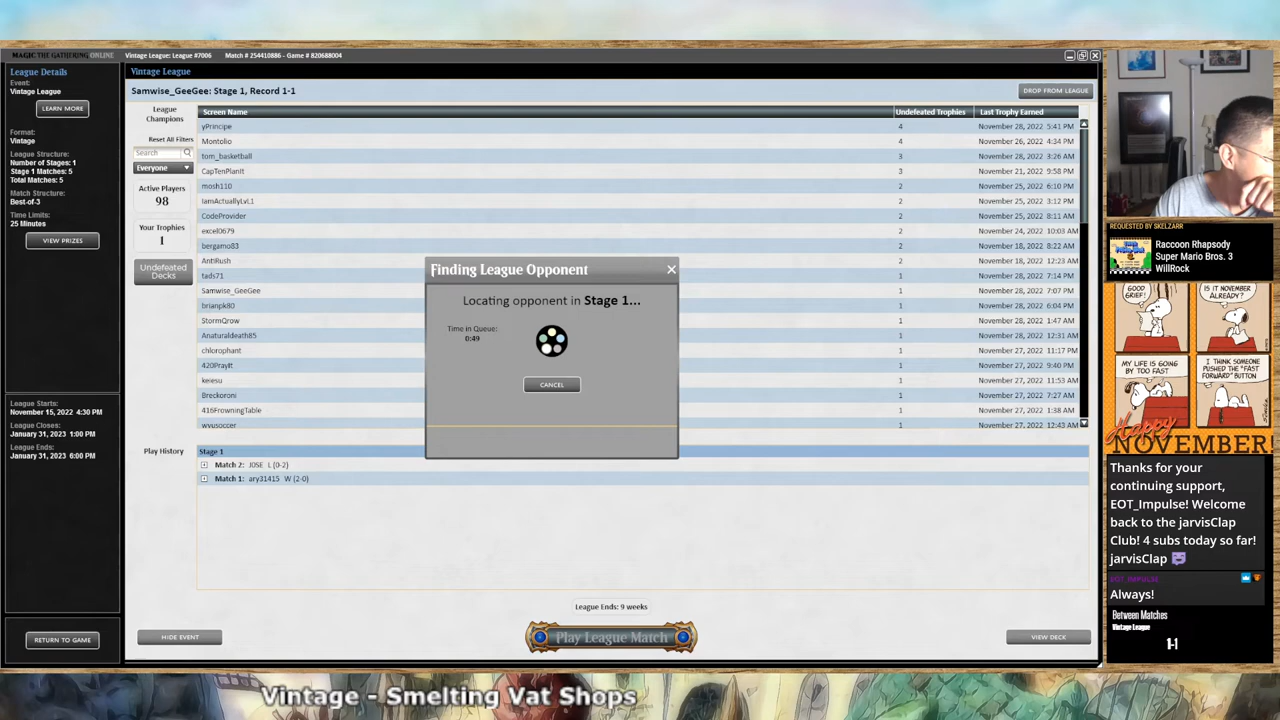 MAGIC THE GATHERING ONLINE
Vintage League: League #7006
Match # 254410886 - Game # 820688004
League Details
Event:
Vintage League
LEARN MORE
Format:
Vintage
League Structure:
Number of Stages: 1
Stage 1 Matches: 5
Total Matches: 5
Match Structure:
Best-of-3
Time Limits:
25 Minutes
VIEW PRIZES
League Starts:
November 15, 2022 4:30 PM
League Closes:
January 31, 2023 1:00 PM
League Ends:
January 31, 2023 6:00 PM
RETURN TO GAME
Vintage League
Samwise_GeeGee: Stage 1, Record 1-1
DROP FROM LEAGUE
League Champions
Reset All Filters
Search
Everyone
Active Players
98
Your Trophies
1
Undefeated Decks
Screen Name Undefeated Trophies Last Trophy Earned
yPrincipe 4 November 28, 2022 5:41 PM
Montolio 4 November 26, 2022 4:34 PM
tom_basketball 3 November 28, 2022 3:26 AM
CapTenPlanIt 3 November 21, 2022 9:58 PM
mosh110 2 November 25, 2022 6:10 PM
IamActuallyLvL1 2 November 25, 2022 3:12 PM
CodeProvider 2 November 25, 2022 8:11 AM
excel0679 2 November 24, 2022 10:03 AM
bergamo83 2 November 18, 2022 8:22 AM
AntiRush 2 November 18, 2022 12:23 AM
tads71 1 November 28, 2022 7:14 PM
Samwise_GeeGee 1 November 28, 2022 7:07 PM
brianpk80 1 November 28, 2022 6:04 PM
StormQrow 1 November 28, 2022 1:47 AM
Anaturaldeath85 1 November 28, 2022 12:31 AM
chlorophant 1 November 27, 2022 11:17 PM
420PrayIt 1 November 27, 2022 9:40 PM
keiesu 1 November 27, 2022 11:53 AM
Breckoroni 1 November 27, 2022 7:27 AM
416FrowningTable 1 November 27, 2022 1:38 AM
wvusoccer 1 November 27, 2022 12:43 AM
Finding League Opponent
Locating opponent in Stage 1...
Time in Queue:
0:49
CANCEL
Play History
Stage 1
Match 2: J0SE L (0-2)
Match 1: ary31415 W (2-0)
League Ends: 9 weeks
HIDE EVENT
Play League Match
VIEW DECK
REQUESTED BY SKELZARR
Raccoon Rhapsody
Super Mario Bros. 3
WillRock
GOOD GRIEF!
IS IT NOVEMBER ALREADY?
MY LIFE IS GOING BY TOO FAST
I THINK SOMEONE PUSHED THE "FAST FORWARD" BUTTON
Happy
NOVEMBER!
Thanks for your
continuing support,
EOT_Impulse! Welcome
back to the jarvisClap
Club! 4 subs today so far!
jarvisClap
EOT_IMPULSE
Always!
Between Matches
Vintage League
1-1
Vintage - Smelting Vat Shops